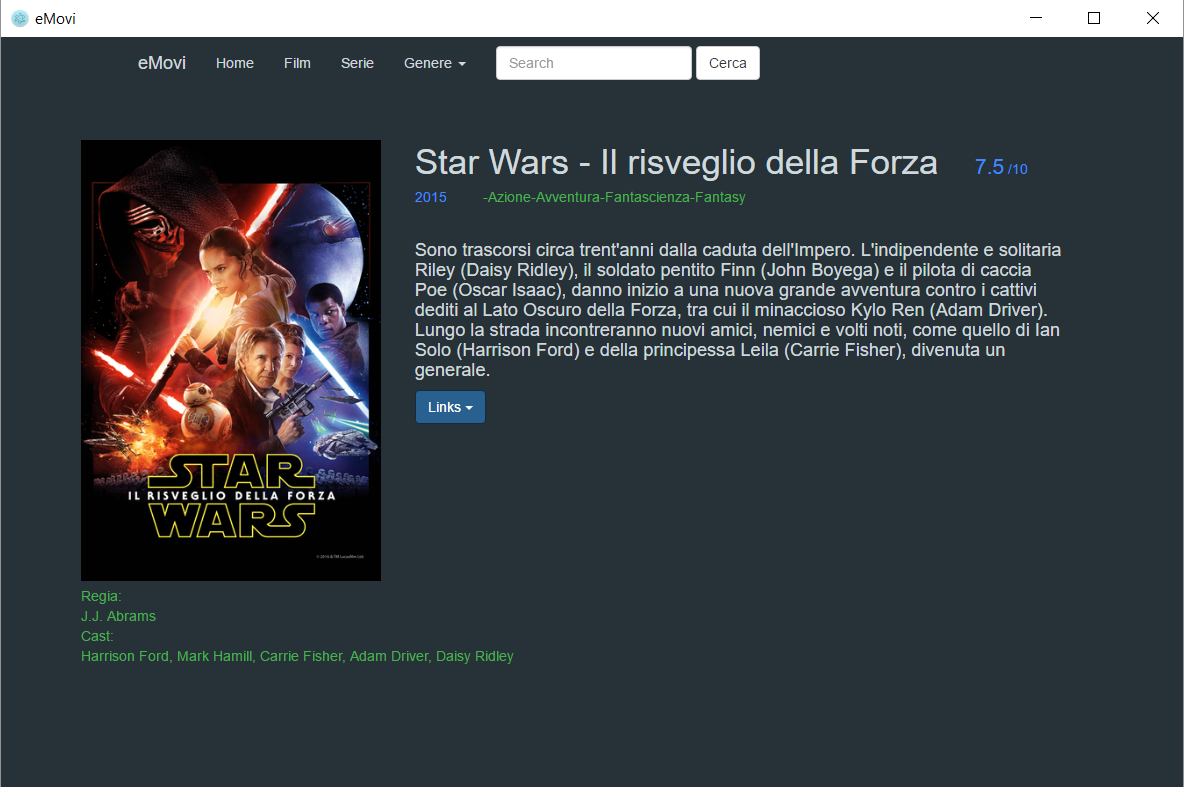 eMovi
eMovi Home Film Serie Genere Search Cerca
Star Wars - Il risveglio della Forza 7.5 /10
2015 -Azione-Avventura-Fantascienza-Fantasy
Sono trascorsi circa trent'anni dalla caduta dell'Impero. L'indipendente e solitaria
Riley (Daisy Ridley), il soldato pentito Finn (John Boyega) e il pilota di caccia
Poe (Oscar Isaac), danno inizio a una nuova grande avventura contro i cattivi
dediti al Lato Oscuro della Forza, tra cui il minaccioso Kylo Ren (Adam Driver).
Lungo la strada incontreranno nuovi amici, nemici e volti noti, come quello di Ian
Solo (Harrison Ford) e della principessa Leila (Carrie Fisher), divenuta un
generale.
Links
STAR
IL RISVEGLIO DELLA FORZA
WARS
Regia:
J.J. Abrams
Cast:
Harrison Ford, Mark Hamill, Carrie Fisher, Adam Driver, Daisy Ridley